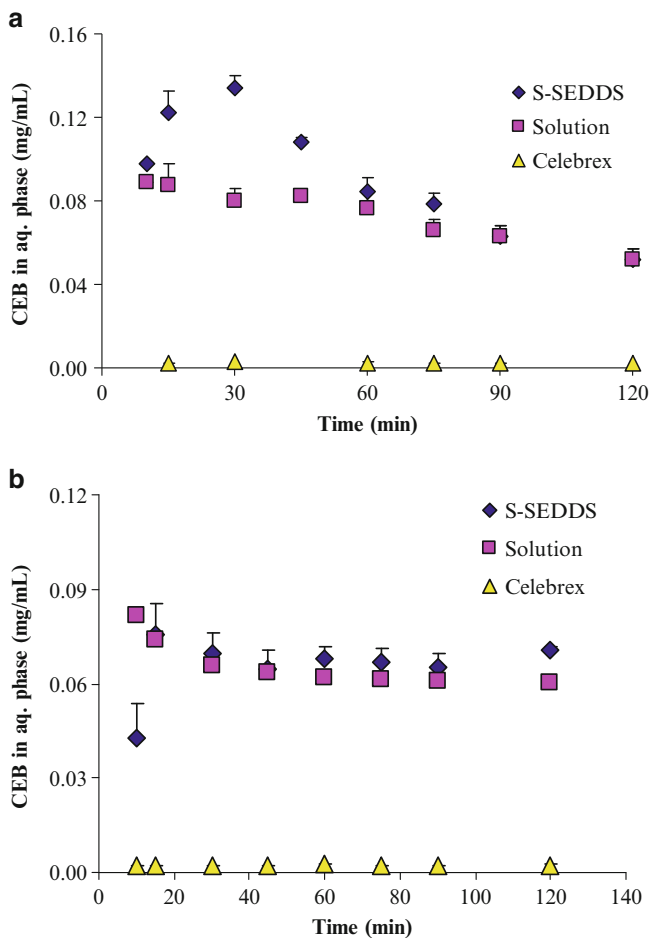 a
0.16
0.12
0.08
0.04
0.00
CEB in aq. phase (mg/mL)
S-SEDDS
Solution
Celebrex
0 30 60 90 120
Time (min)
b
0.12
0.09
0.06
0.03
0.00
CEB in aq. phase (mg/mL)
S-SEDDS
Solution
Celebrex
0 20 40 60 80 100 120 140
Time (min)